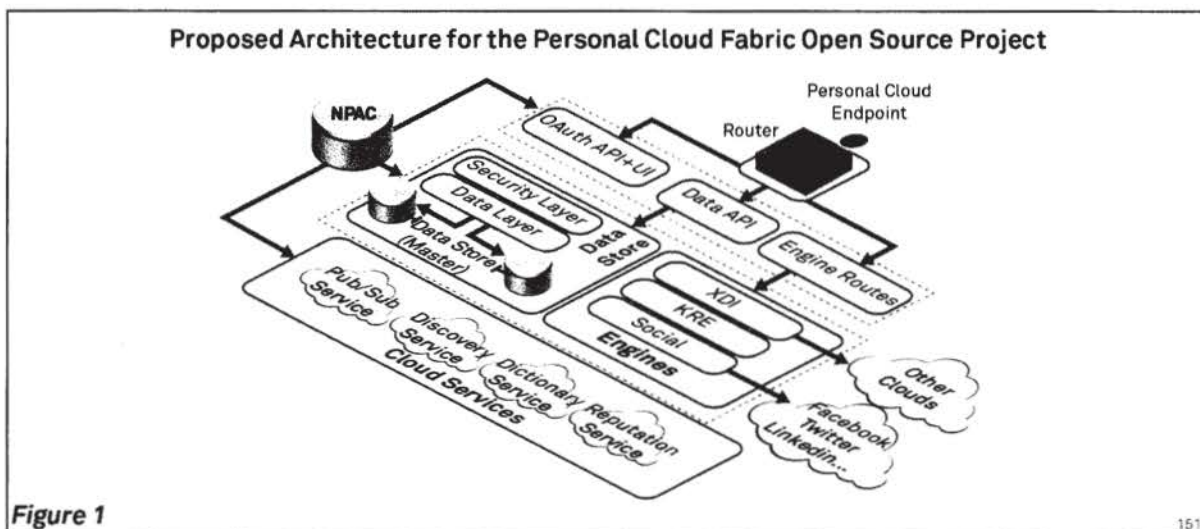 Proposed Architecture for the Personal Cloud Fabric Open Source Project
NPAC
Personal Cloud
Endpoint
Router
OAuth API+UI
Data API
Engine Routes
Security Layer
Data Layer
Data Store
(Master)
Data
Store
XDI
KRE
Social
Engines
Pub/Sub
Service
Discovery
Service
Dictionary
Service
Reputation
Service
Cloud Services
Other
Clouds
Facebook
Twitter
Linkedin...
Figure 1
151